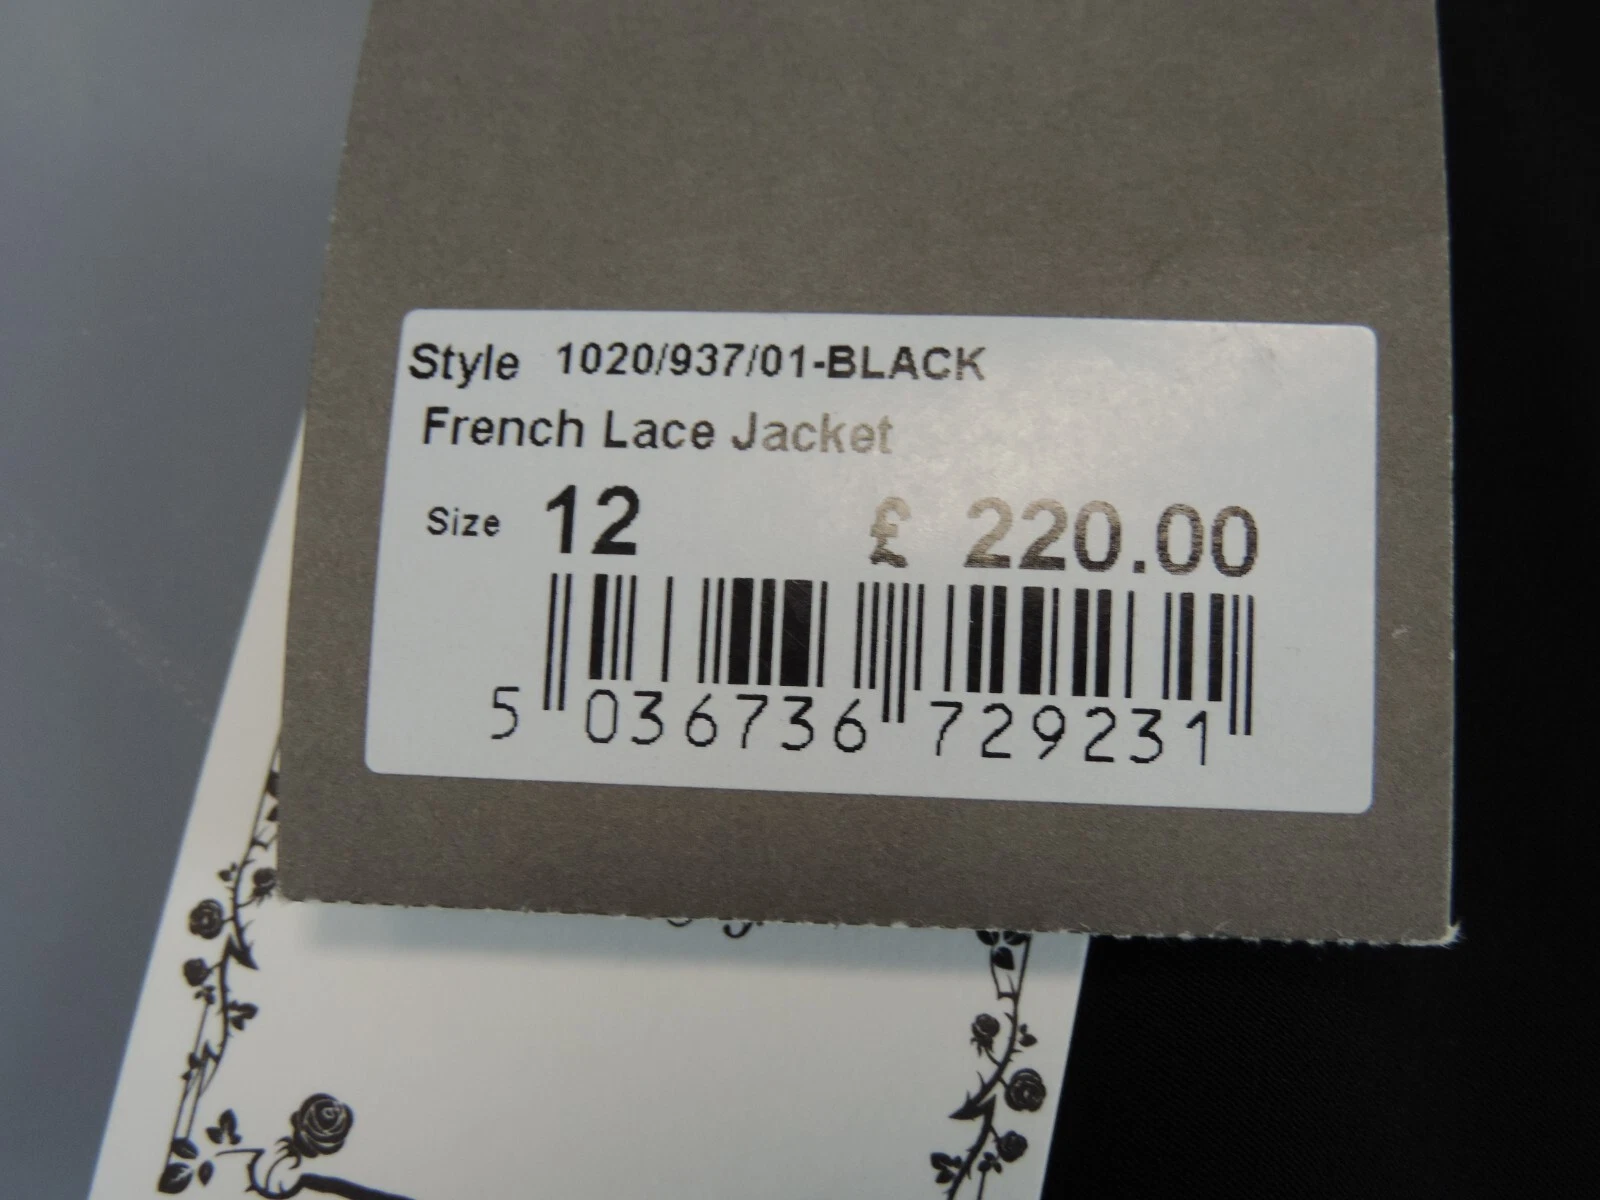 Style 1020/937/01-BLACK
French Lace Jacket
Size 12 £ 220.00
5 036736 729231